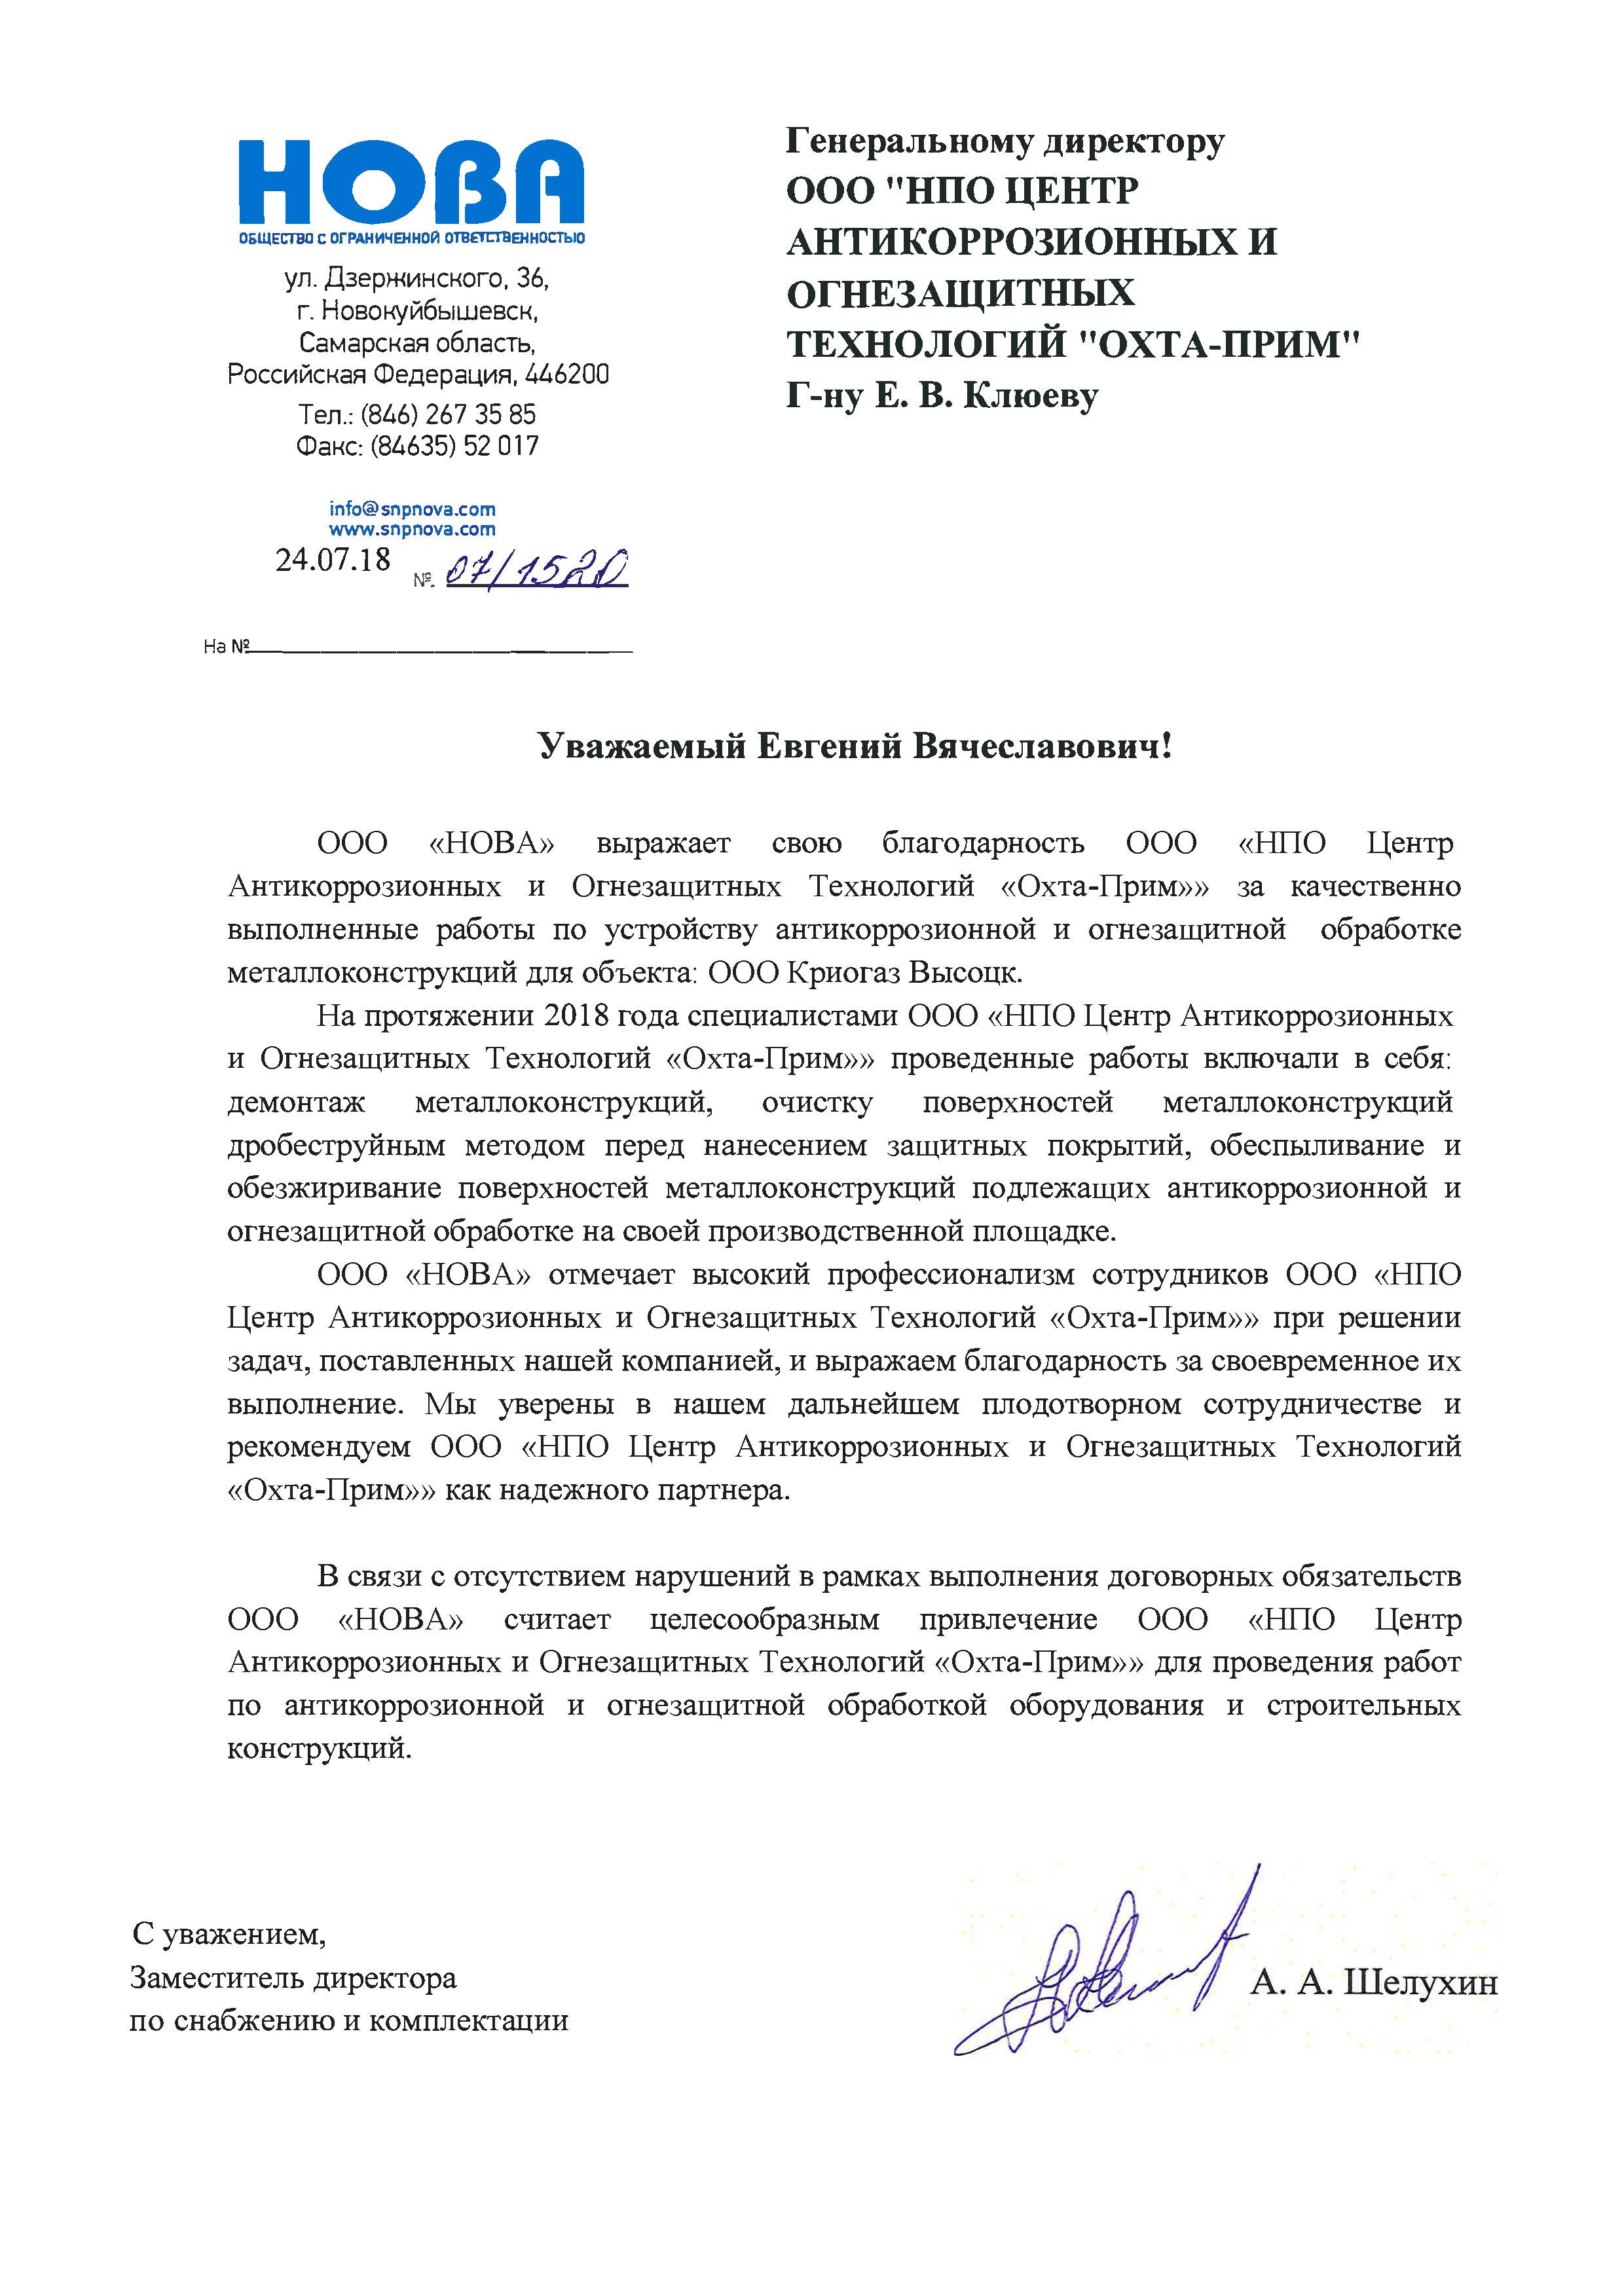 НОВА
ОБЩЕСТВО С ОГРАНИЧЕННОЙ ОТВЕТСТВЕННОСТЬЮ
ул. Дзержинского, 36,
г. Новокуйбышевск,
Самарская область,
Российская Федерация, 446200
Тел.: (846) 267 35 85
Факс: (84635) 52 017
info@snpnova.com
www.snpnova.com
24.07.18 №. 07/1520
На №
Генеральному директору
ООО "НПО ЦЕНТР
АНТИКОРРОЗИОННЫХ И
ОГНЕЗАЩИТНЫХ
ТЕХНОЛОГИЙ "ОХТА-ПРИМ"
Г-ну Е. В. Клюеву
Уважаемый Евгений Вячеславович!
ООО «НОВА» выражает свою благодарность ООО «НПО Центр
Антикоррозионных и Огнезащитных Технологий «Охта-Прим»» за качественно
выполненные работы по устройству антикоррозионной и огнезащитной обработке
металлоконструкций для объекта: ООО Криогаз Высоцк.
На протяжении 2018 года специалистами ООО «НПО Центр Антикоррозионных
и Огнезащитных Технологий «Охта-Прим»» проведенные работы включали в себя:
демонтаж металлоконструкций, очистку поверхностей металлоконструкций
дробеструйным методом перед нанесением защитных покрытий, обеспыливание и
обезжиривание поверхностей металлоконструкций подлежащих антикоррозионной и
огнезащитной обработке на своей производственной площадке.
ООО «НОВА» отмечает высокий профессионализм сотрудников ООО «НПО
Центр Антикоррозионных и Огнезащитных Технологий «Охта-Прим»» при решении
задач, поставленных нашей компанией, и выражаем благодарность за своевременное их
выполнение. Мы уверены в нашем дальнейшем плодотворном сотрудничестве и
рекомендуем ООО «НПО Центр Антикоррозионных и Огнезащитных Технологий
«Охта-Прим»» как надежного партнера.
В связи с отсутствием нарушений в рамках выполнения договорных обязательств
ООО «НОВА» считает целесообразным привлечение ООО «НПО Центр
Антикоррозионных и Огнезащитных Технологий «Охта-Прим»» для проведения работ
по антикоррозионной и огнезащитной обработкой оборудования и строительных
конструкций.
С уважением,
Заместитель директора
по снабжению и комплектации
А. А. Шелухин